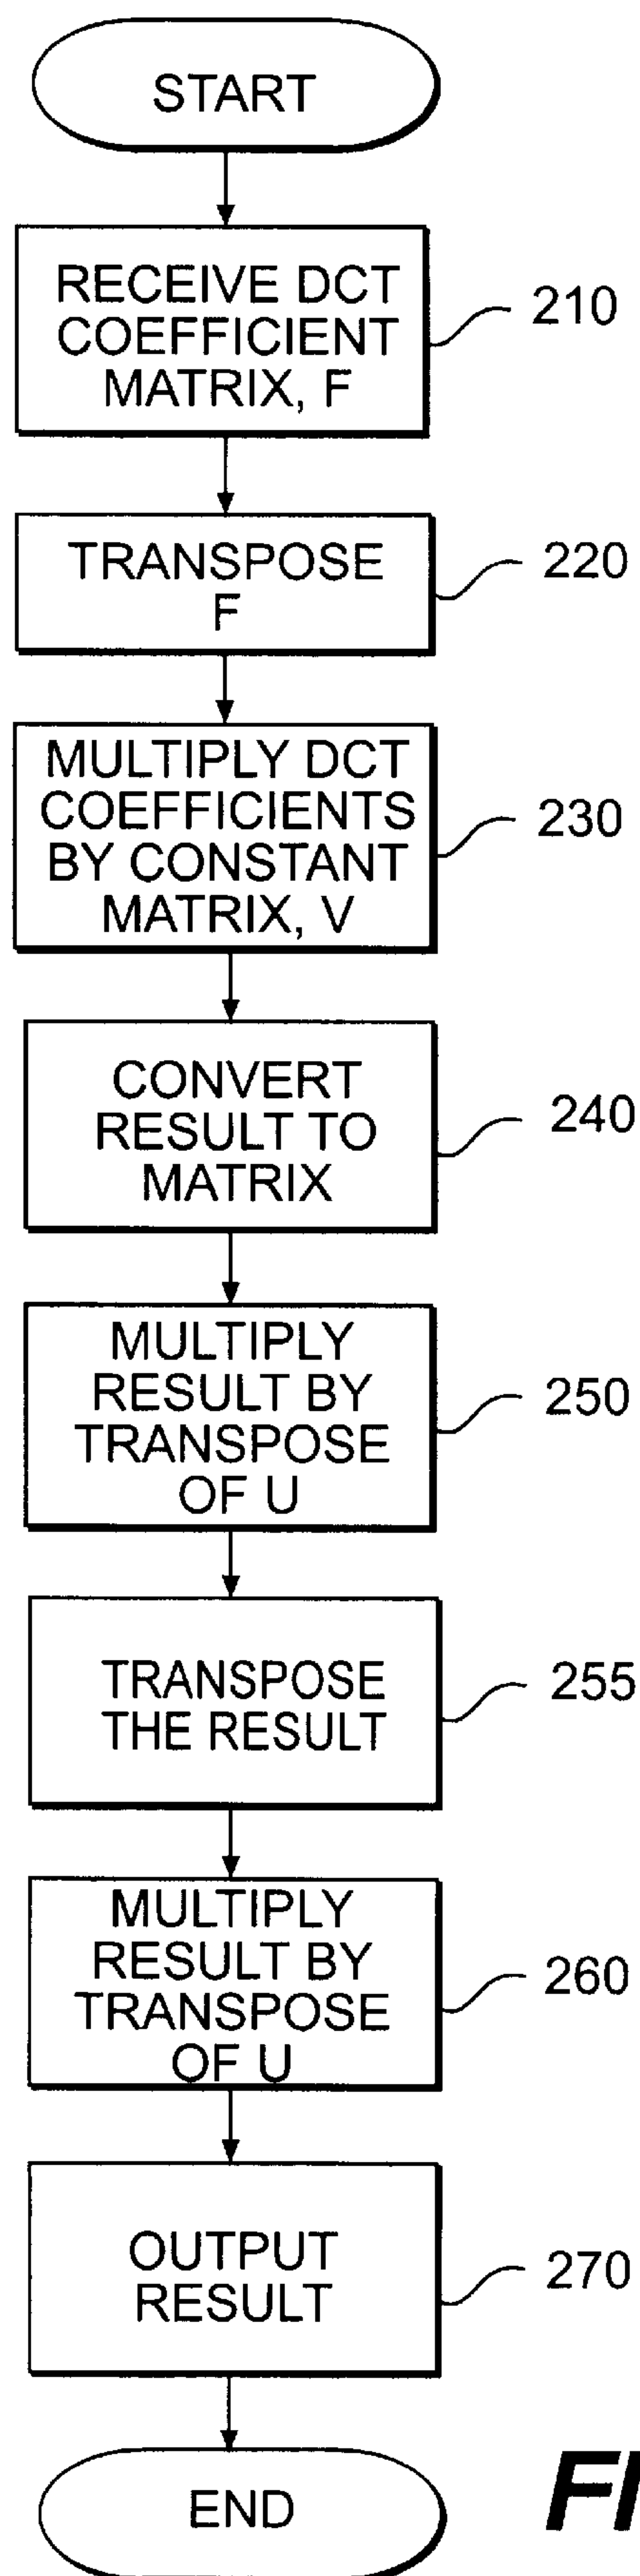 START
RECEIVE DCT
COEFFICIENT
MATRIX, F
210
TRANSPOSE
F
220
MULTIPLY DCT
COEFFICIENTS
BY CONSTANT
MATRIX, V
230
CONVERT
RESULT TO
MATRIX
240
MULTIPLY
RESULT BY
TRANSPOSE
OF U
250
TRANSPOSE
THE RESULT
255
MULTIPLY
RESULT BY
TRANSPOSE
OF U
260
OUTPUT
RESULT
270
END